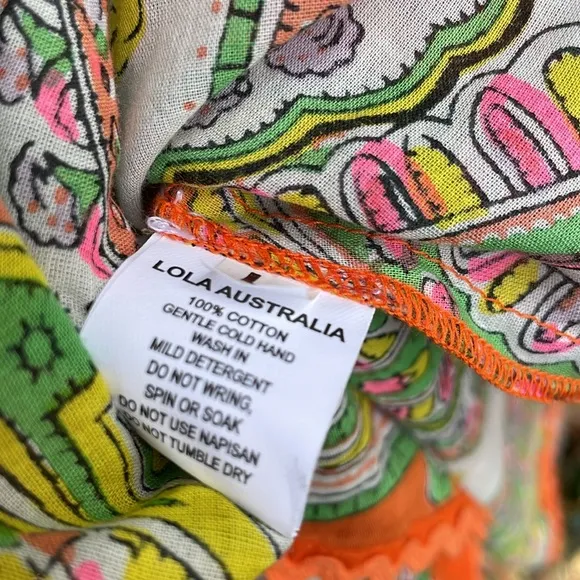 LOLA AUSTRALIA
100% COTTON
GENTLE COLD HAND
WASH IN
MILD DETERGENT
DO NOT WRING,
SPIN OR SOAK
DO NOT USE NAPISAN
DO NOT TUMBLE DRY